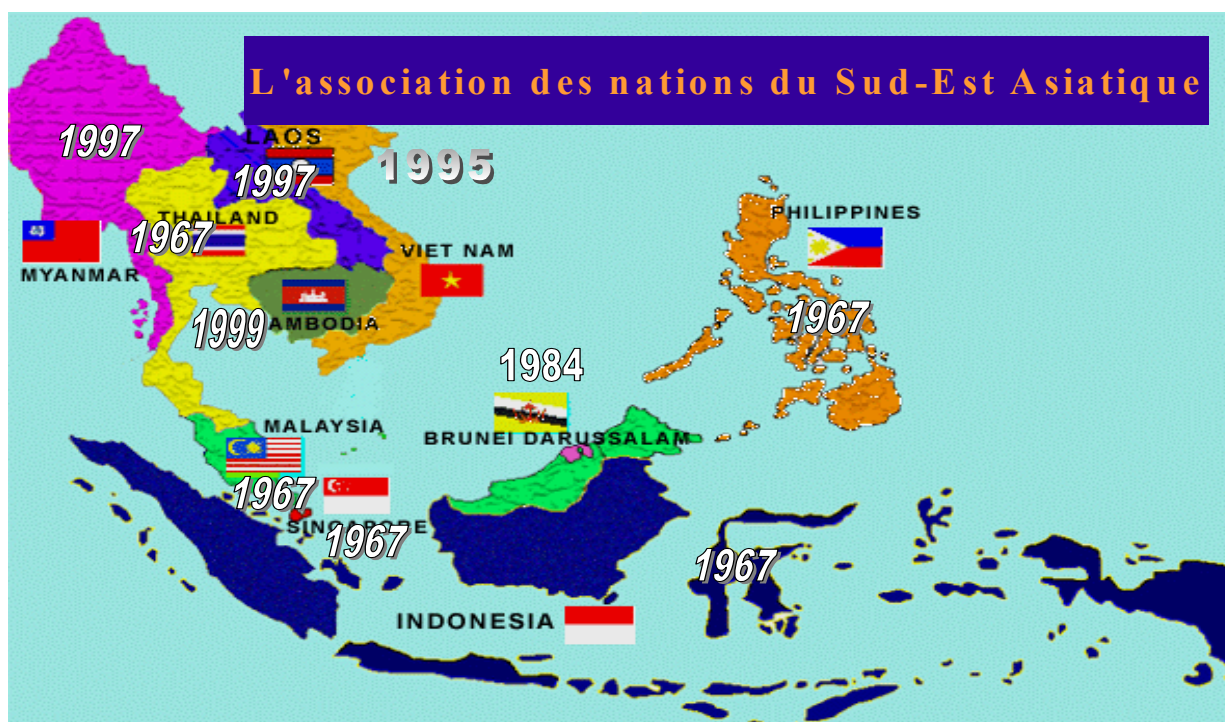 L'association des nations du Sud-Est Asiatique
LAOS
1997
1995
1997
THAILAND
1967
PHILIPPINES
MYANMAR
VIET NAM
1999
AMBODIA
1967
1984
MALAYSIA
BRUNEI DARUSSALAM
1967
SINGAPORE
1967
1967
INDONESIA